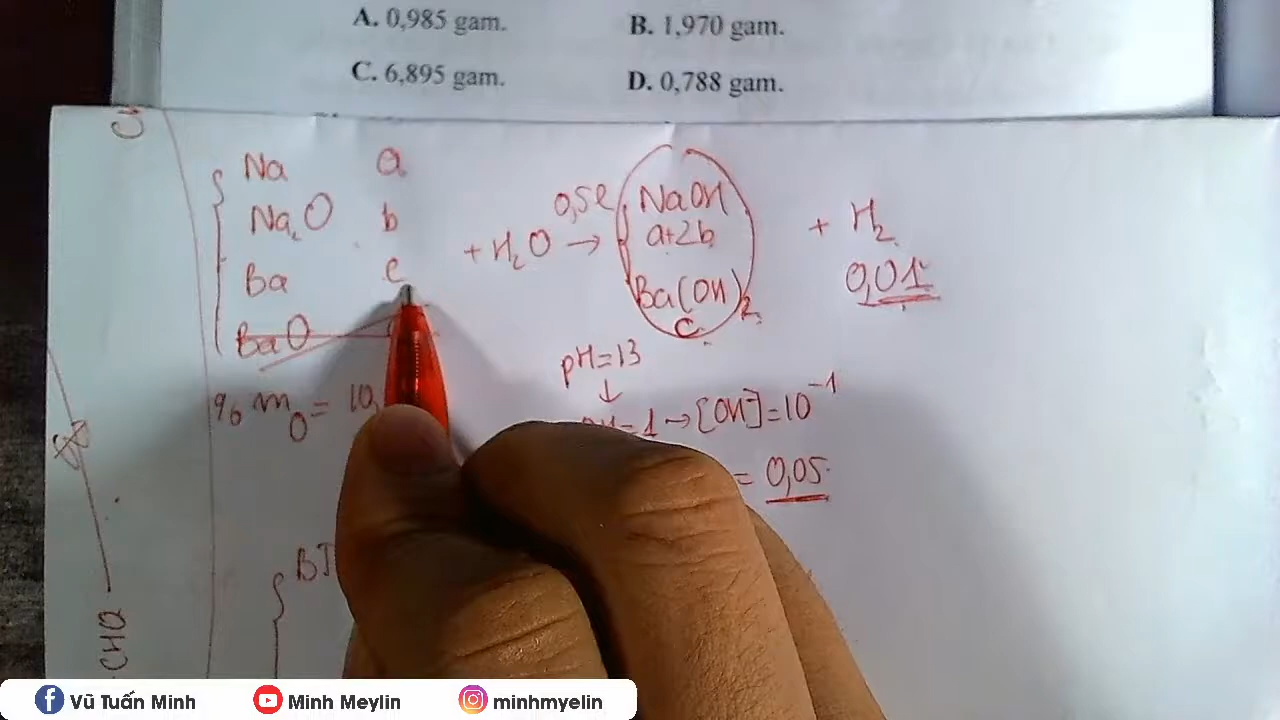 A. 0,985 gam.
B. 1,970 gam.
C. 6,895 gam.
D. 0,788 gam.
Na a
Na₂O b
Ba c
BaO
+ H₂O → 0,5l
NaOH
a+2b
Ba(OH)₂
c
+ H₂
0,01
pH=13
↓
=1 → [OH]=10⁻¹
= 0,05
% mO = 10,
CHO
Vũ Tuấn Minh
Minh Meylin
minhmyelin